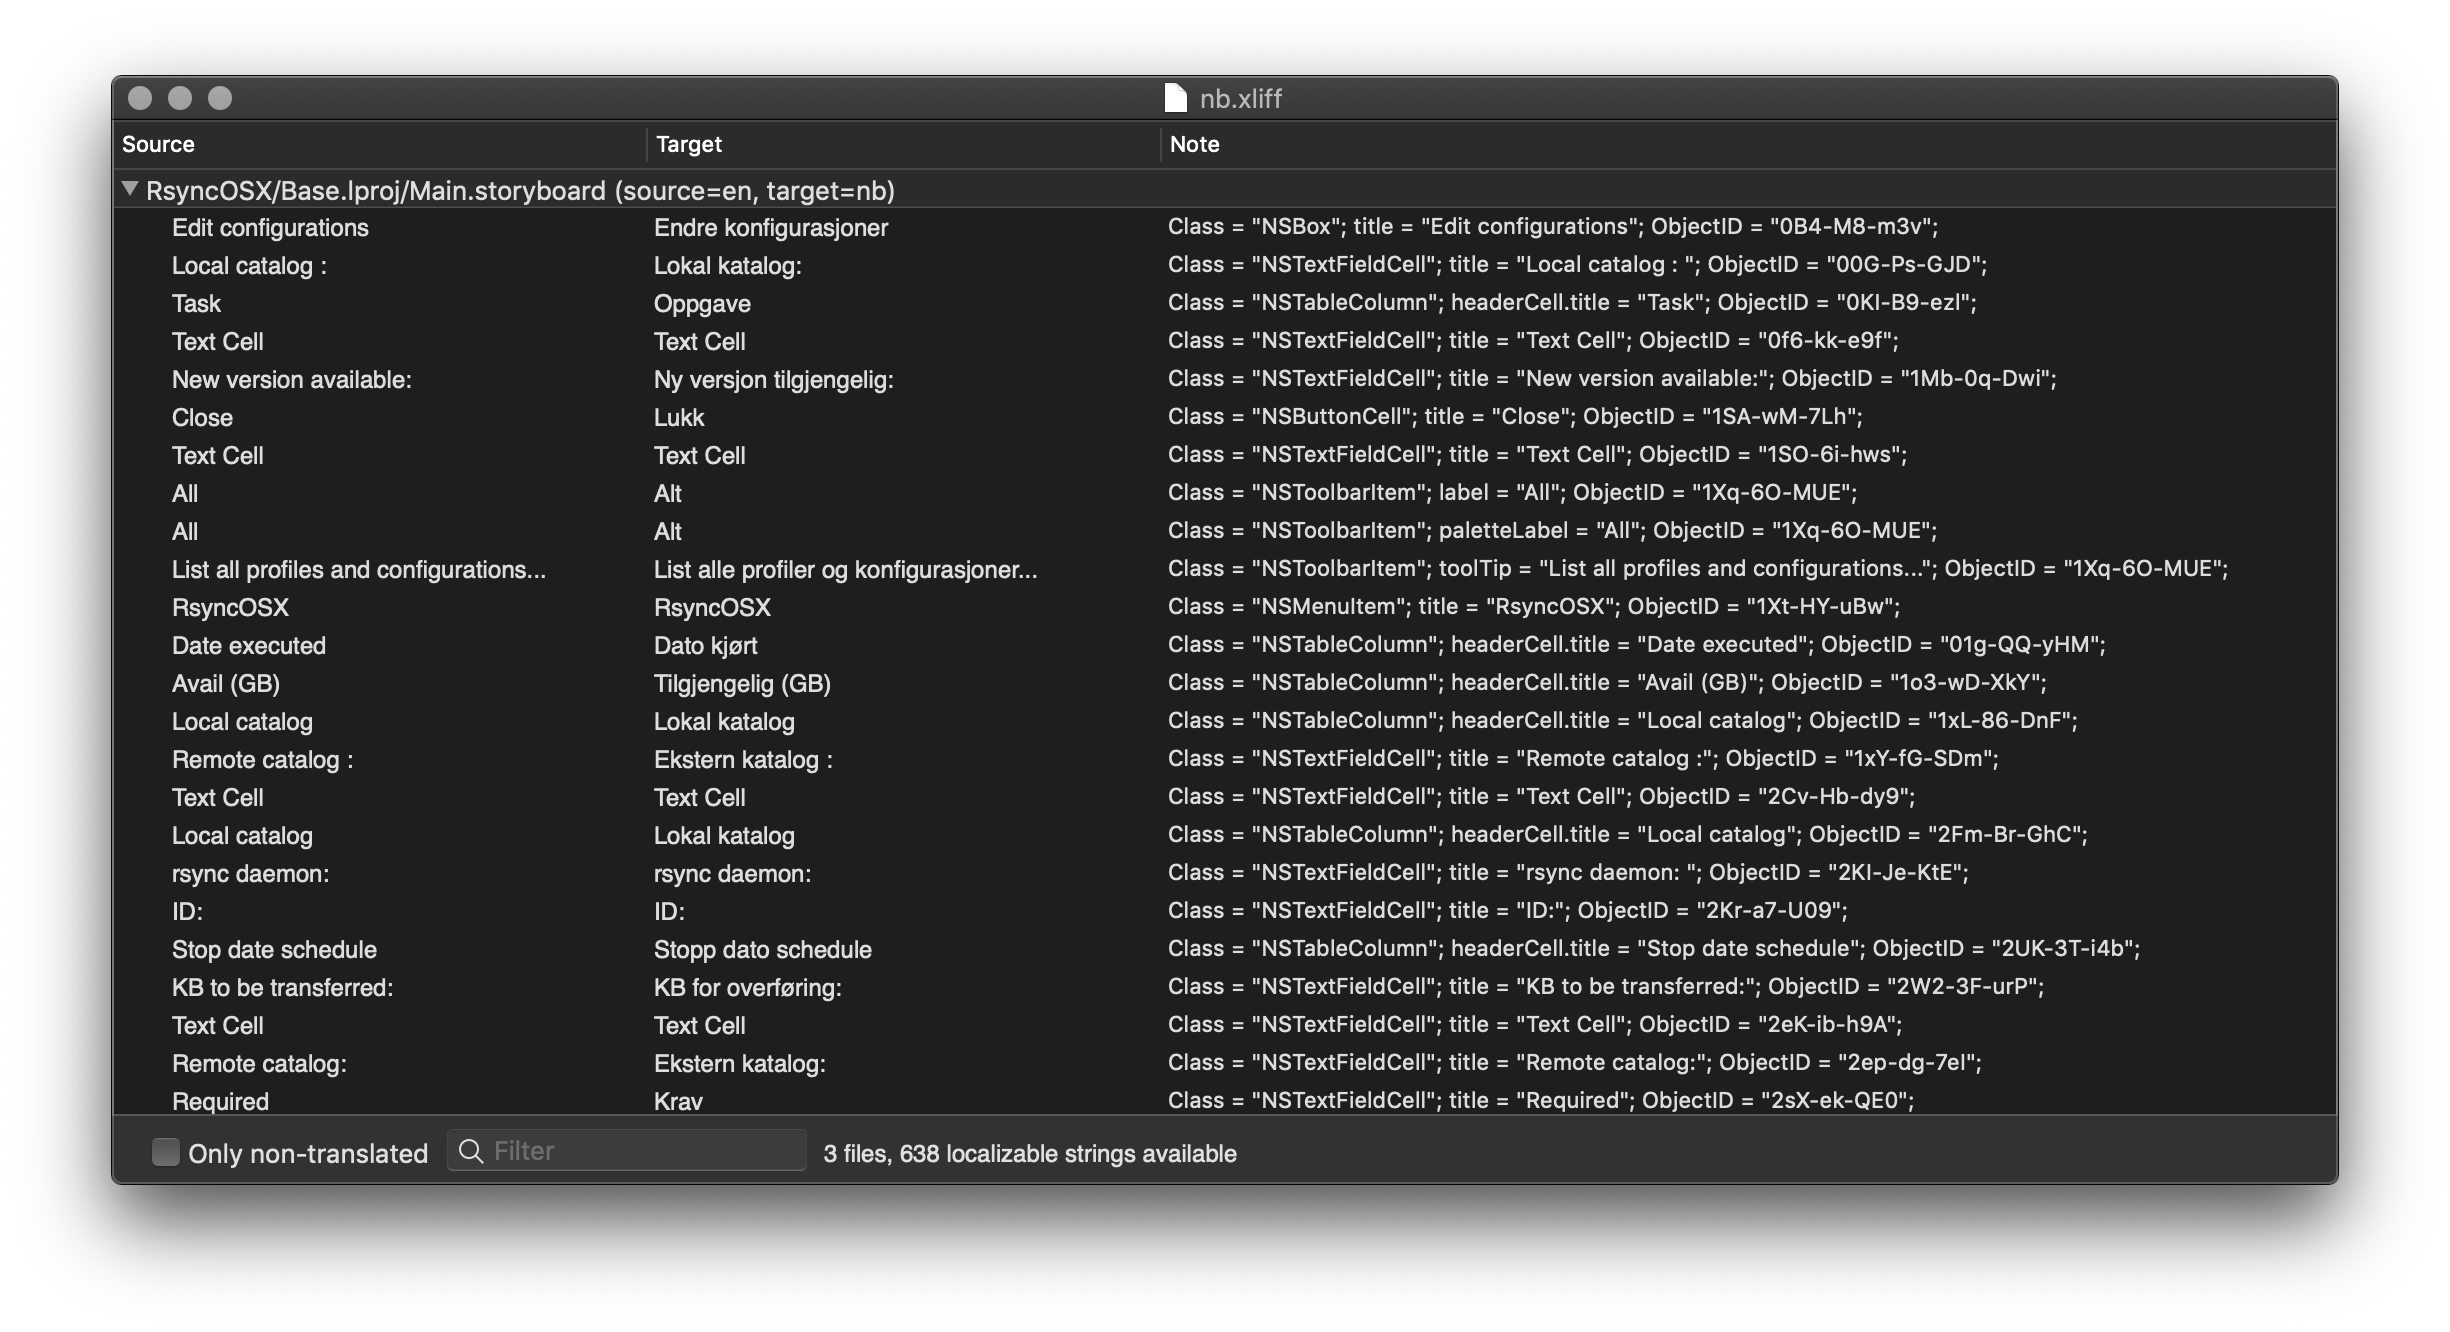 nb.xliff
Source Target Note
RsyncOSX/Base.lproj/Main.storyboard (source=en, target=nb)
Edit configurations Endre konfigurasjoner Class = "NSBox"; title = "Edit configurations"; ObjectID = "0B4-M8-m3v";
Local catalog : Lokal katalog: Class = "NSTextFieldCell"; title = "Local catalog : "; ObjectID = "00G-Ps-GJD";
Task Oppgave Class = "NSTableColumn"; headerCell.title = "Task"; ObjectID = "0KI-B9-ezl";
Text Cell Text Cell Class = "NSTextFieldCell"; title = "Text Cell"; ObjectID = "0f6-kk-e9f";
New version available: Ny versjon tilgjengelig: Class = "NSTextFieldCell"; title = "New version available:"; ObjectID = "1Mb-0q-Dwi";
Close Lukk Class = "NSButtonCell"; title = "Close"; ObjectID = "1SA-wM-7Lh";
Text Cell Text Cell Class = "NSTextFieldCell"; title = "Text Cell"; ObjectID = "1SO-6i-hws";
All Alt Class = "NSToolbarItem"; label = "All"; ObjectID = "1Xq-6O-MUE";
All Alt Class = "NSToolbarItem"; paletteLabel = "All"; ObjectID = "1Xq-6O-MUE";
List all profiles and configurations... List alle profiler og konfigurasjoner... Class = "NSToolbarItem"; toolTip = "List all profiles and configurations..."; ObjectID = "1Xq-6O-MUE";
RsyncOSX RsyncOSX Class = "NSMenuItem"; title = "RsyncOSX"; ObjectID = "1Xt-HY-uBw";
Date executed Dato kjørt Class = "NSTableColumn"; headerCell.title = "Date executed"; ObjectID = "01g-QQ-yHM";
Avail (GB) Tilgjengelig (GB) Class = "NSTableColumn"; headerCell.title = "Avail (GB)"; ObjectID = "1o3-wD-XkY";
Local catalog Lokal katalog Class = "NSTableColumn"; headerCell.title = "Local catalog"; ObjectID = "1xL-86-DnF";
Remote catalog : Ekstern katalog : Class = "NSTextFieldCell"; title = "Remote catalog :"; ObjectID = "1xY-fG-SDm";
Text Cell Text Cell Class = "NSTextFieldCell"; title = "Text Cell"; ObjectID = "2Cv-Hb-dy9";
Local catalog Lokal katalog Class = "NSTableColumn"; headerCell.title = "Local catalog"; ObjectID = "2Fm-Br-GhC";
rsync daemon: rsync daemon: Class = "NSTextFieldCell"; title = "rsync daemon: "; ObjectID = "2KI-Je-KtE";
ID: ID: Class = "NSTextFieldCell"; title = "ID:"; ObjectID = "2Kr-a7-U09";
Stop date schedule Stopp dato schedule Class = "NSTableColumn"; headerCell.title = "Stop date schedule"; ObjectID = "2UK-3T-i4b";
KB to be transferred: KB for overføring: Class = "NSTextFieldCell"; title = "KB to be transferred:"; ObjectID = "2W2-3F-urP";
Text Cell Text Cell Class = "NSTextFieldCell"; title = "Text Cell"; ObjectID = "2eK-ib-h9A";
Remote catalog: Ekstern katalog: Class = "NSTextFieldCell"; title = "Remote catalog:"; ObjectID = "2ep-dg-7eI";
Required Krav Class = "NSTextFieldCell"; title = "Required"; ObjectID = "2sX-ek-QE0";
Only non-translated Filter 3 files, 638 localizable strings available